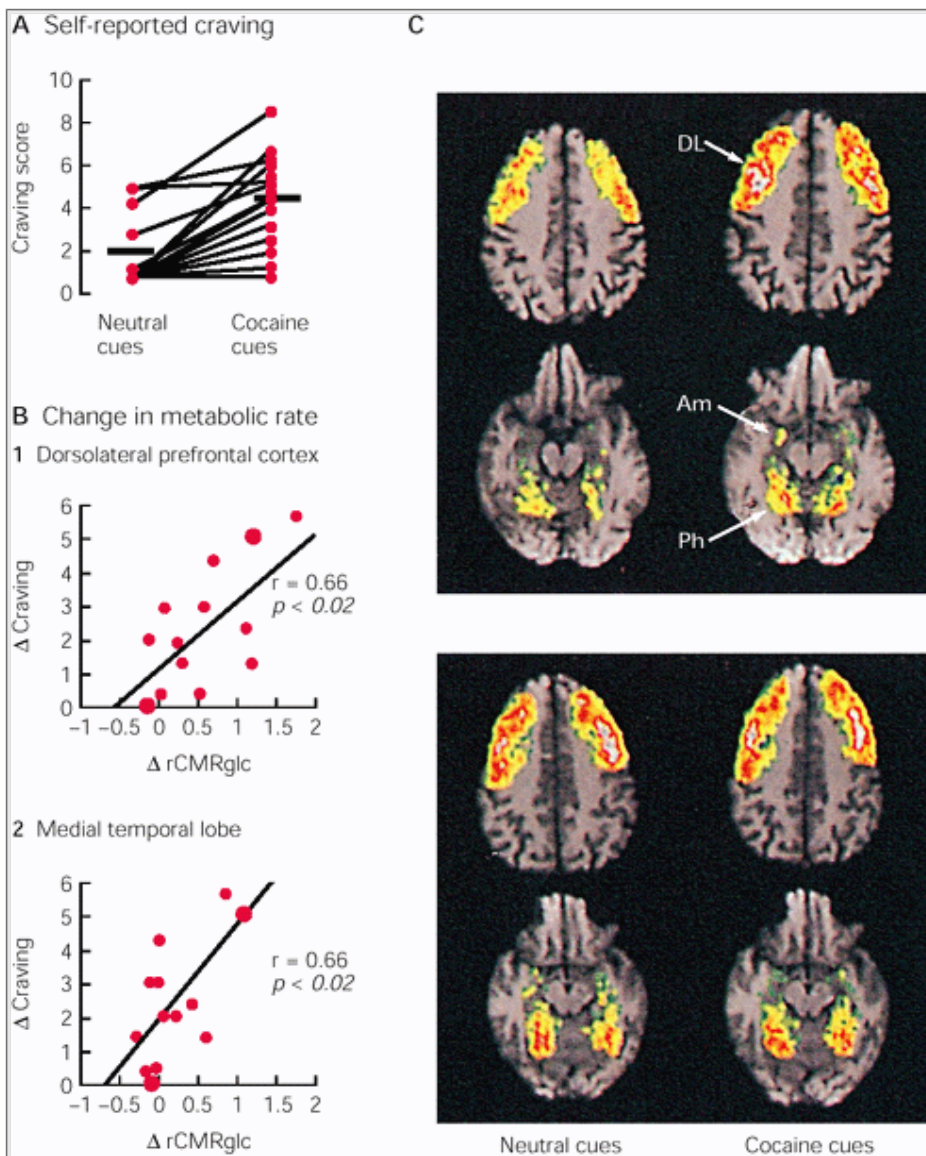 A Self-reported craving
10
8
6
4
2
0
Craving score
Neutral cues
Cocaine cues
B Change in metabolic rate
1 Dorsolateral prefrontal cortex
6
5
4
3
2
1
0
Δ Craving
r = 0.66
p < 0.02
−1 −0.5 0 0.5 1 1.5 2
Δ rCMRglc
2 Medial temporal lobe
6
5
4
3
2
1
0
Δ Craving
r = 0.66
p < 0.02
−1 −0.5 0 0.5 1 1.5 2
Δ rCMRglc
C
DL
Am
Ph
Neutral cues Cocaine cues